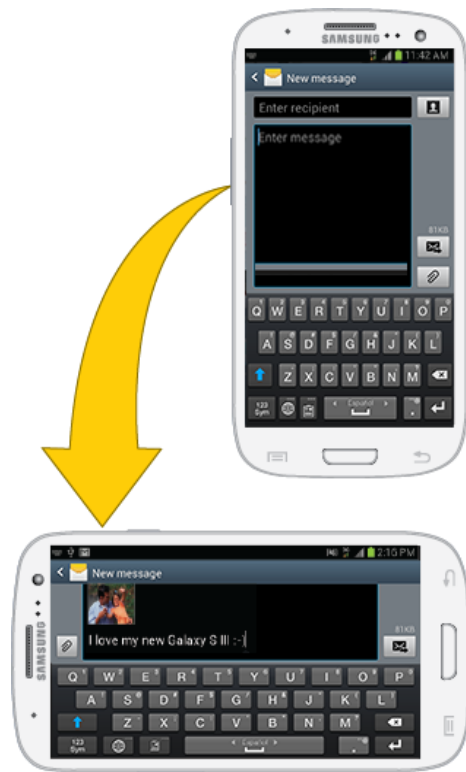 SAMSUNG
11:42 AM
New message
Enter recipient
Enter message
81KB
Q W E R T Y U I O P
A S D F G H J K L
Z X C V B N M
123
Sym
Español
.
2:15 PM
New message
I love my new Galaxy S III :-)
81KB
SAMSUNG
Q W E R T Y U I O P
A S D F G H J K L
Z X C V B N M
123
Sym
Español
.